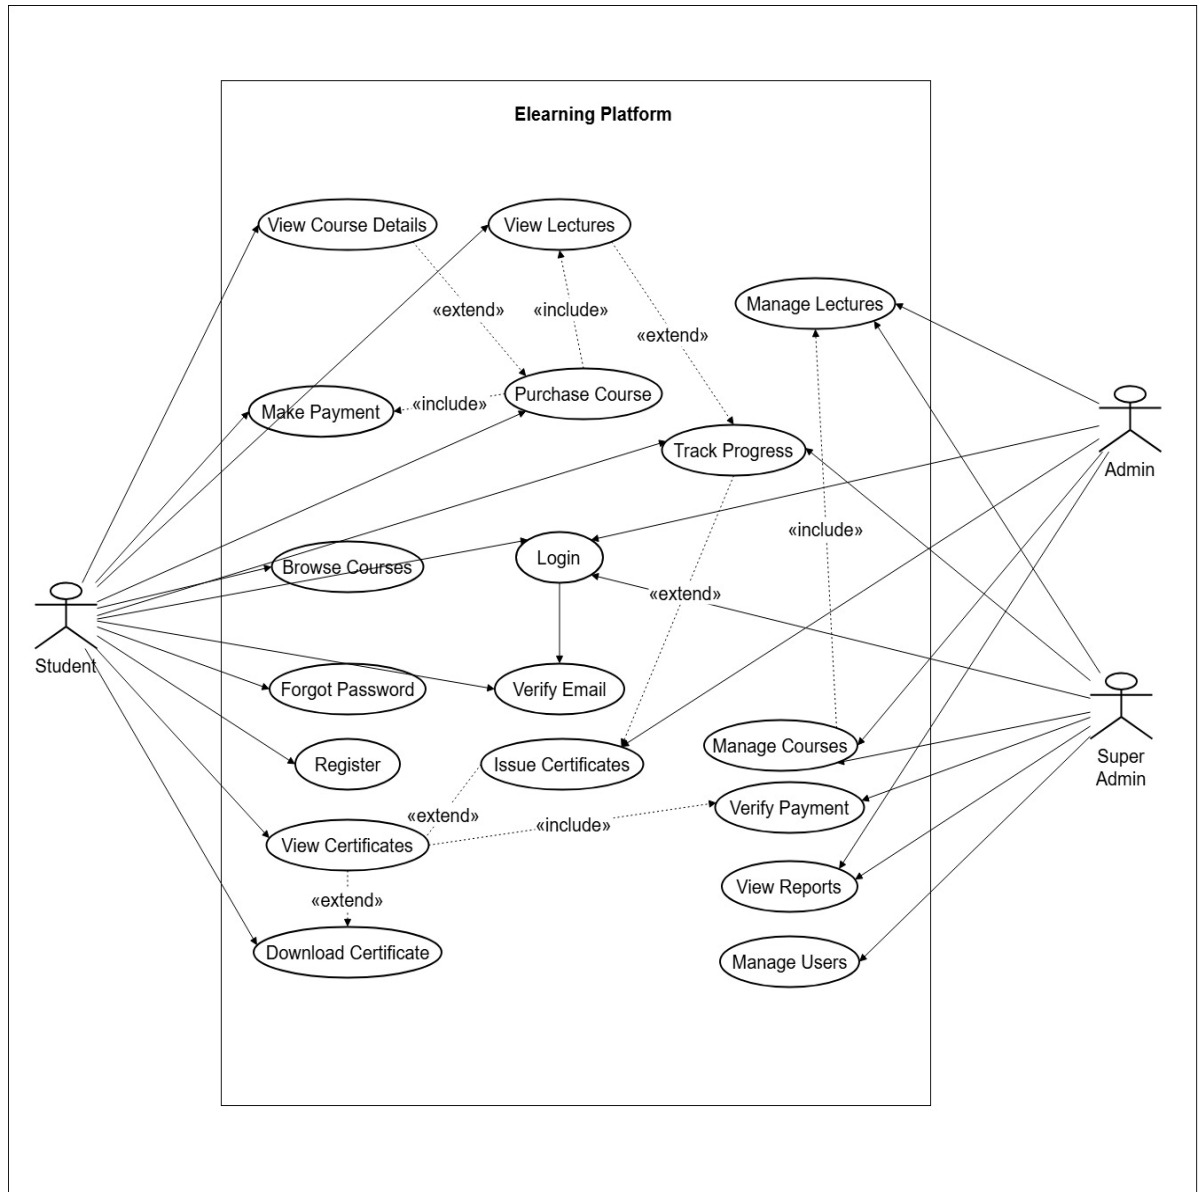 Elearning Platform
View Course Details
View Lectures
Manage Lectures
«extend»
«include»
«extend»
Make Payment
«include»
Purchase Course
Track Progress
Admin
«include»
Browse Courses
Login
«extend»
Student
Forgot Password
Verify Email
Register
Issue Certificates
Manage Courses
Super
Admin
«extend»
«include»
Verify Payment
View Certificates
View Reports
«extend»
Download Certificate
Manage Users